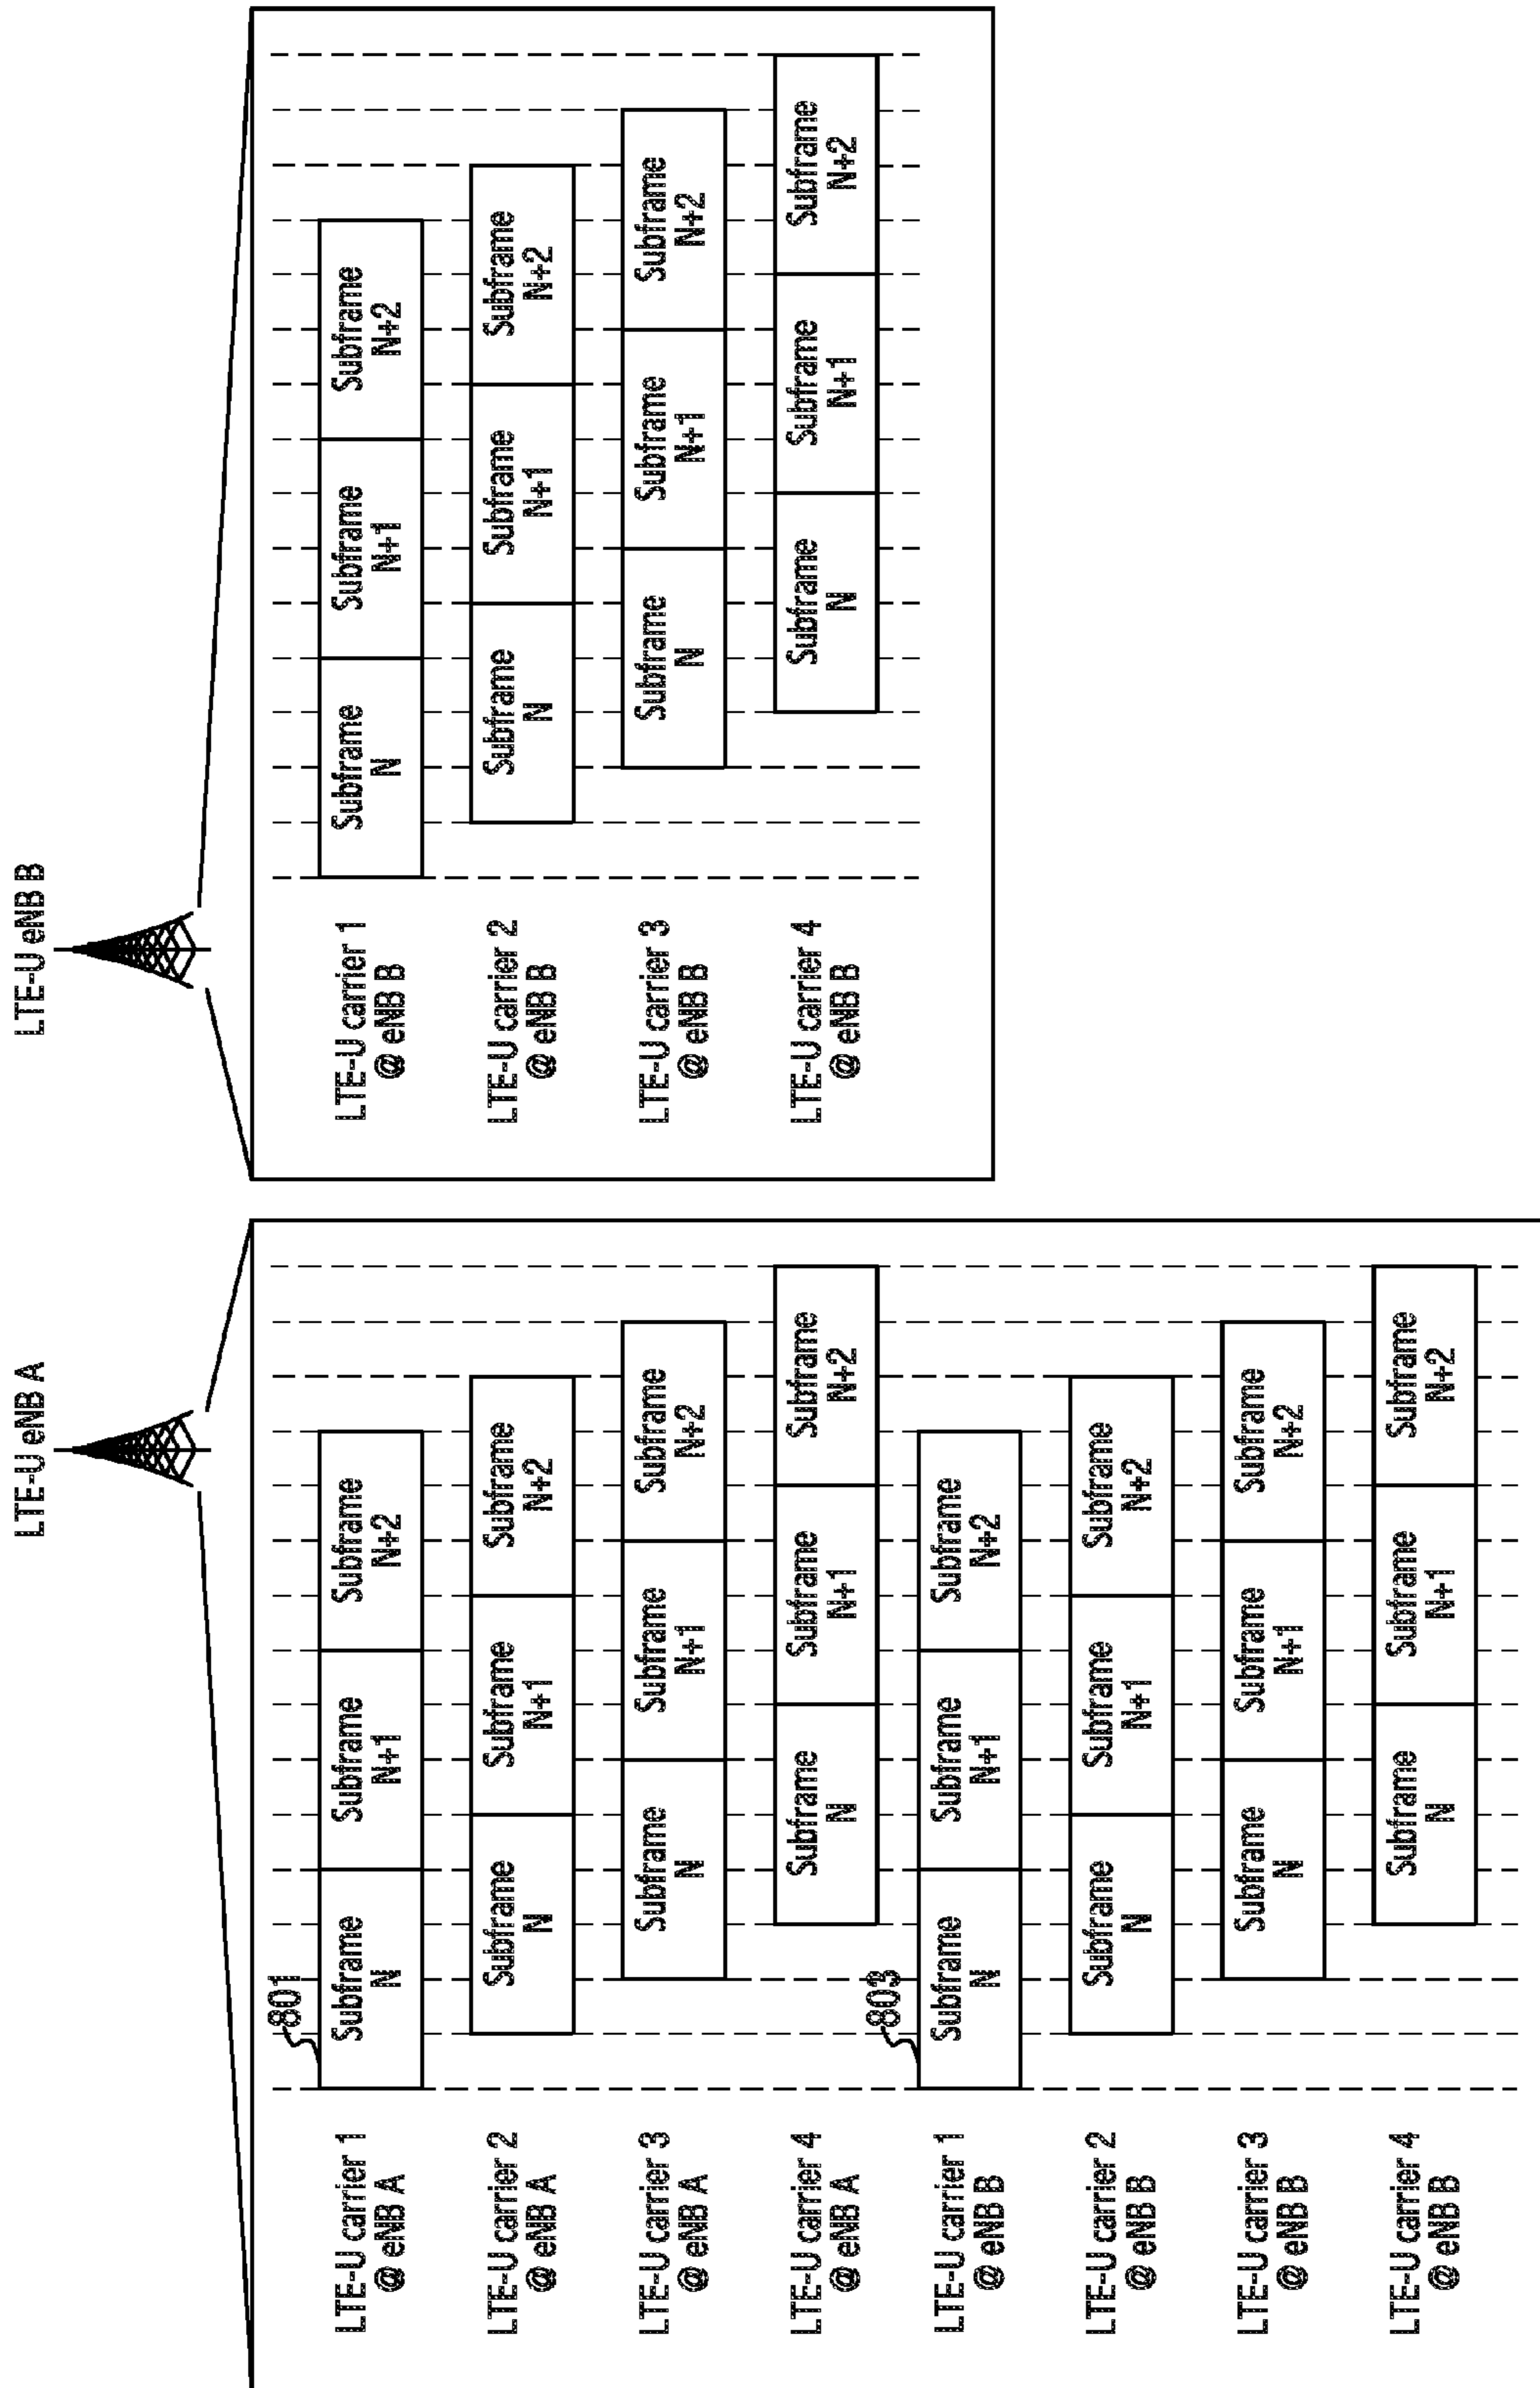 LTE-U eNB A
801
LTE-U carrier 1
@ eNB A
Subframe
N
Subframe
N+1
Subframe
N+2
LTE-U carrier 2
@ eNB A
Subframe
N
Subframe
N+1
Subframe
N+2
LTE-U carrier 3
@ eNB A
Subframe
N
Subframe
N+1
Subframe
N+2
LTE-U carrier 4
@ eNB A
Subframe
N
Subframe
N+1
Subframe
N+2
803
LTE-U carrier 1
@ eNB B
Subframe
N
Subframe
N+1
Subframe
N+2
LTE-U carrier 2
@ eNB B
Subframe
N
Subframe
N+1
Subframe
N+2
LTE-U carrier 3
@ eNB B
Subframe
N
Subframe
N+1
Subframe
N+2
LTE-U carrier 4
@ eNB B
Subframe
N
Subframe
N+1
Subframe
N+2
LTE-U eNB B
LTE-U carrier 1
@ eNB B
Subframe
N
Subframe
N+1
Subframe
N+2
LTE-U carrier 2
@ eNB B
Subframe
N
Subframe
N+1
Subframe
N+2
LTE-U carrier 3
@ eNB B
Subframe
N
Subframe
N+1
Subframe
N+2
LTE-U carrier 4
@ eNB B
Subframe
N
Subframe
N+1
Subframe
N+2